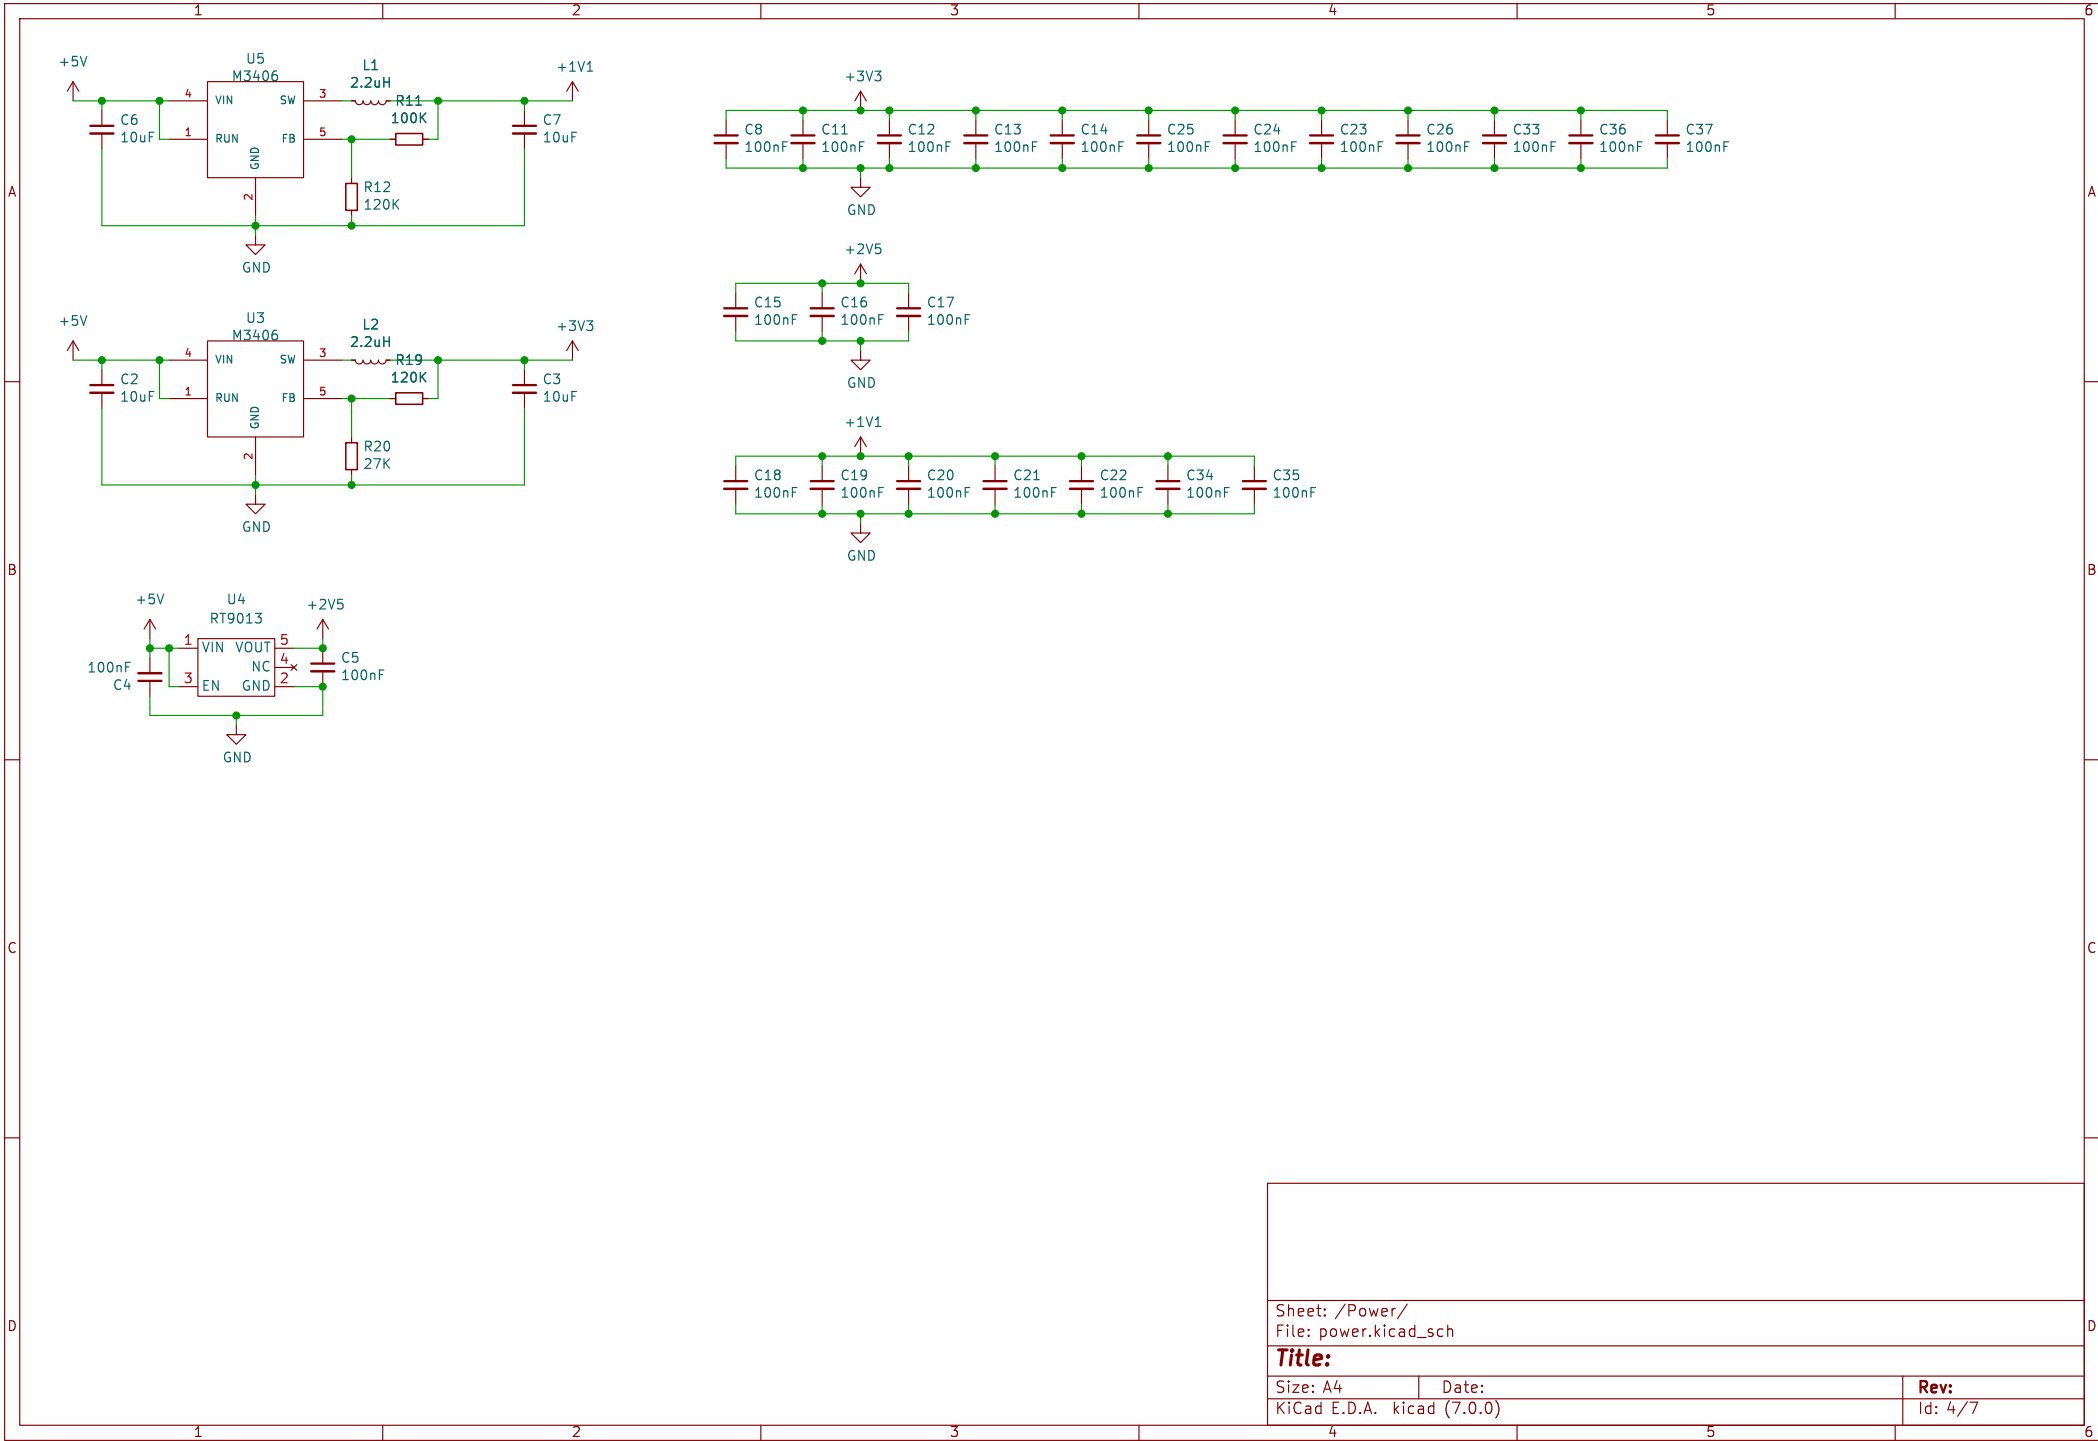 1 2 3 4 5 6
A
B
C
D
A
B
C
D
1 2 3 4 5 6
+5V
U5
M3406
L1
2.2uH
+1V1
R11
100K
4 VIN SW 3
1 RUN FB 5
GND
2
C6
10uF
C7
10uF
R12
120K
GND
+5V
U3
M3406
L2
2.2uH
+3V3
R19
120K
4 VIN SW 3
1 RUN FB 5
GND
2
C2
10uF
C3
10uF
R20
27K
GND
+5V
U4
RT9013
+2V5
1 VIN VOUT 5
NC 4
3 EN GND 2
100nF
C4
C5
100nF
GND
+3V3
C8 C11 C12 C13 C14 C25 C24 C23 C26 C33 C36 C37
100nF 100nF 100nF 100nF 100nF 100nF 100nF 100nF 100nF 100nF 100nF 100nF
GND
+2V5
C15 C16 C17
100nF 100nF 100nF
GND
+1V1
C18 C19 C20 C21 C22 C34 C35
100nF 100nF 100nF 100nF 100nF 100nF 100nF
GND
Sheet: /Power/
File: power.kicad_sch
Title:
Size: A4 Date: Rev:
KiCad E.D.A. kicad (7.0.0) Id: 4/7